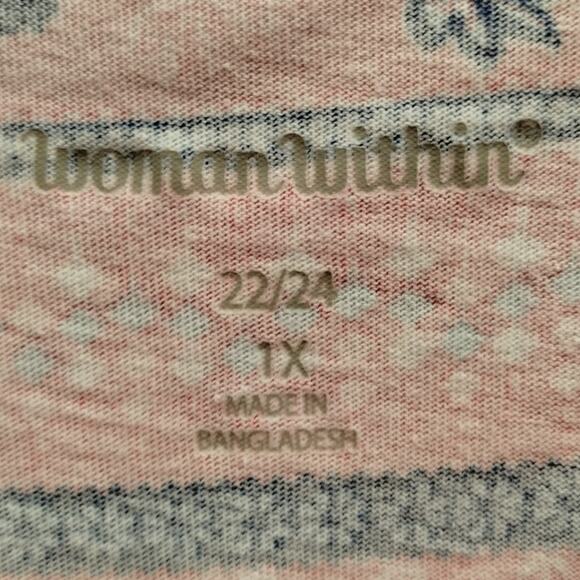 woman within®
22/24
1X
MADE IN
BANGLADESH